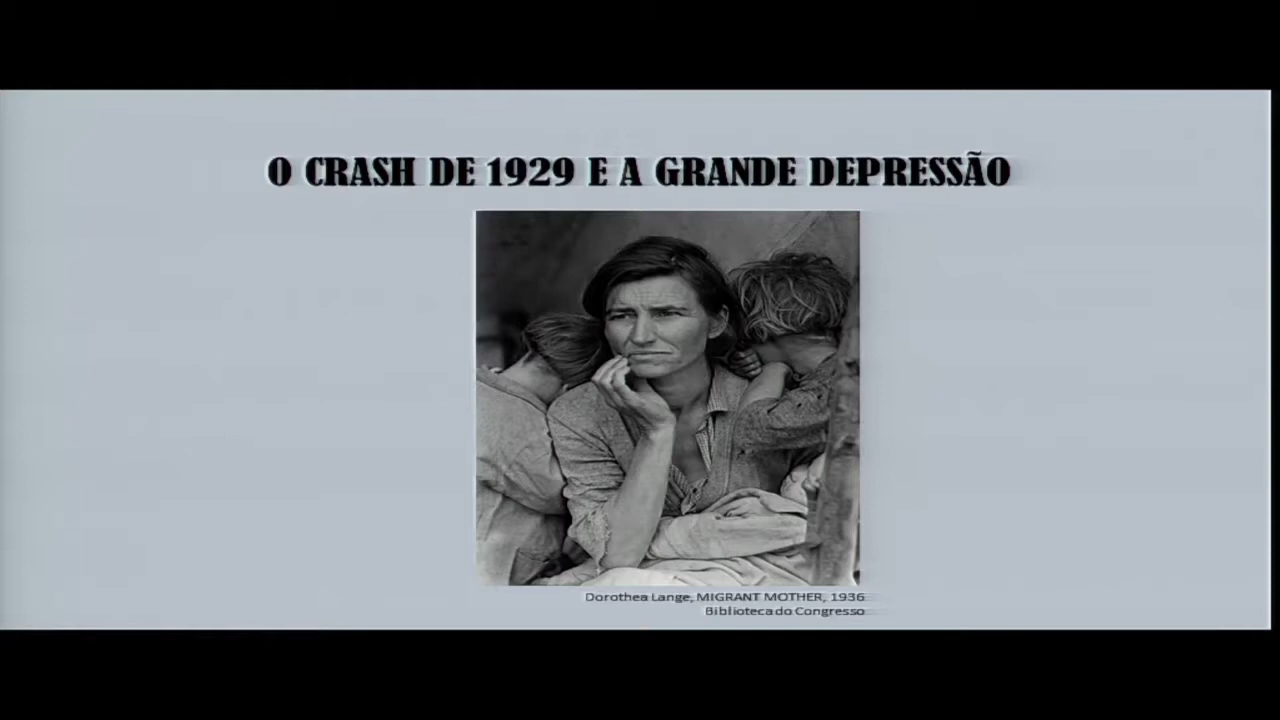 O CRASH DE 1929 E A GRANDE DEPRESSÃO
Dorothea Lange, MIGRANT MOTHER, 1936
Biblioteca do Congresso